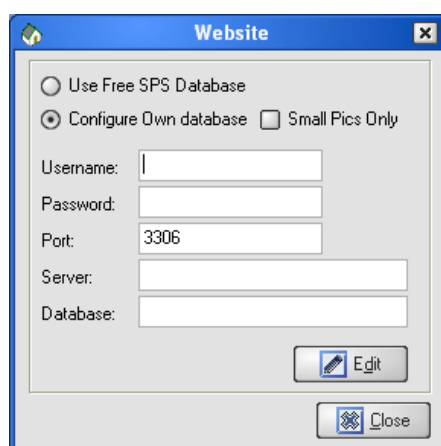 Website
Use Free SPS Database
Configure Own database Small Pics Only
Username:
Password:
Port: 3306
Server:
Database:
Edit
Close